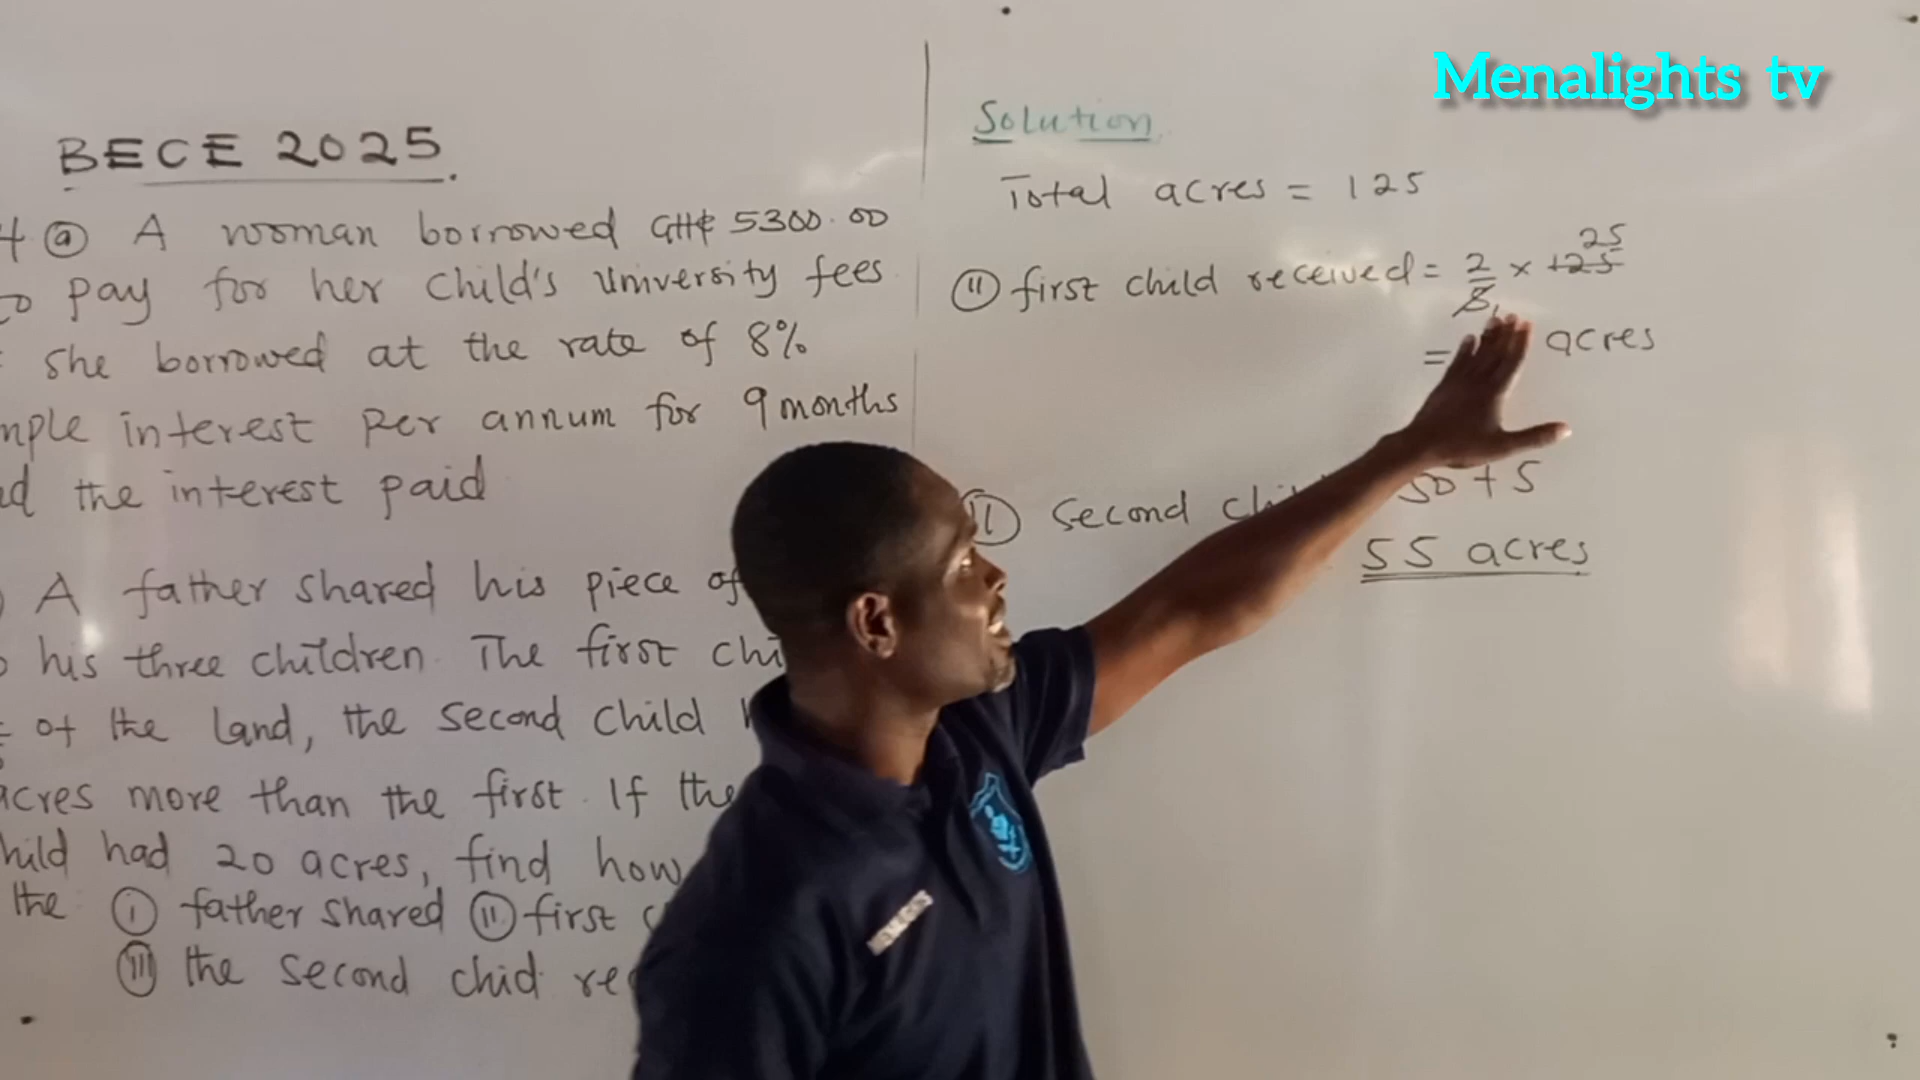 Menalights tv
BECE 2025.
4. (a) A woman borrowed GH₵ 5300.00
to pay for her child's University fees
she borrowed at the rate of 8%
mple interest per annum for 9 months
d the interest paid
A father shared his piece of
his three children. The first chi
of the land, the second child h
acres more than the first. If the
hild had 20 acres, find how
the (i) father shared (ii) first c
(iii) the second chid re
Solution
Total acres = 125
(ii) first child received = 2/5 x 125 25
= acres
second chi 50 + 5
55 acres